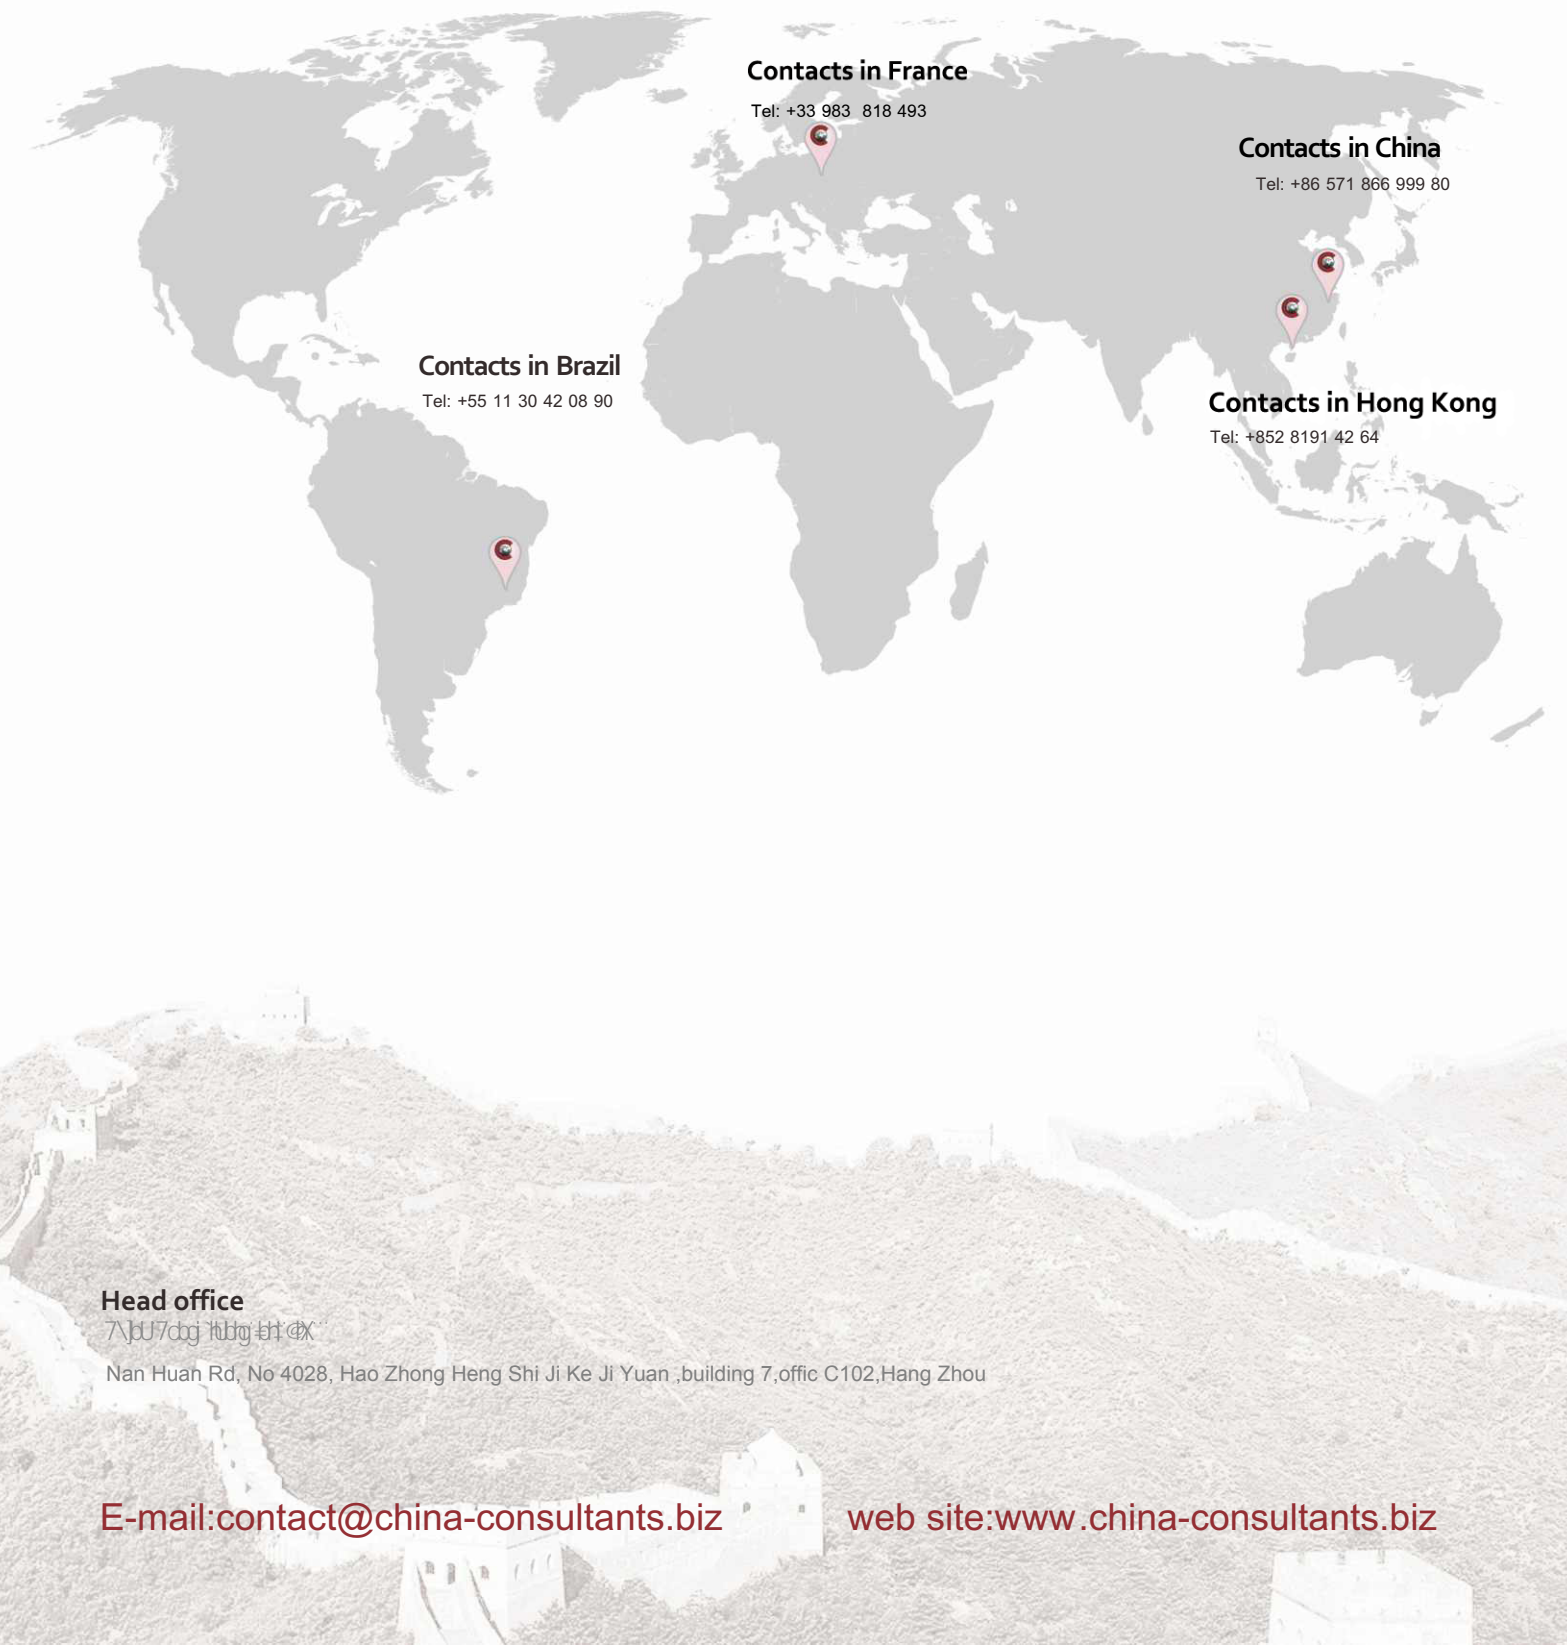 Contacts in France
Tel: +33 983 818 493
Contacts in China
Tel: +86 571 866 999 80
Contacts in Brazil
Tel: +55 11 30 42 08 90
Contacts in Hong Kong
Tel: +852 8191 42 64
Head office
Nan Huan Rd, No 4028, Hao Zhong Heng Shi Ji Ke Ji Yuan ,building 7,offic C102,Hang Zhou
E-mail:contact@china-consultants.biz
web site:www.china-consultants.biz